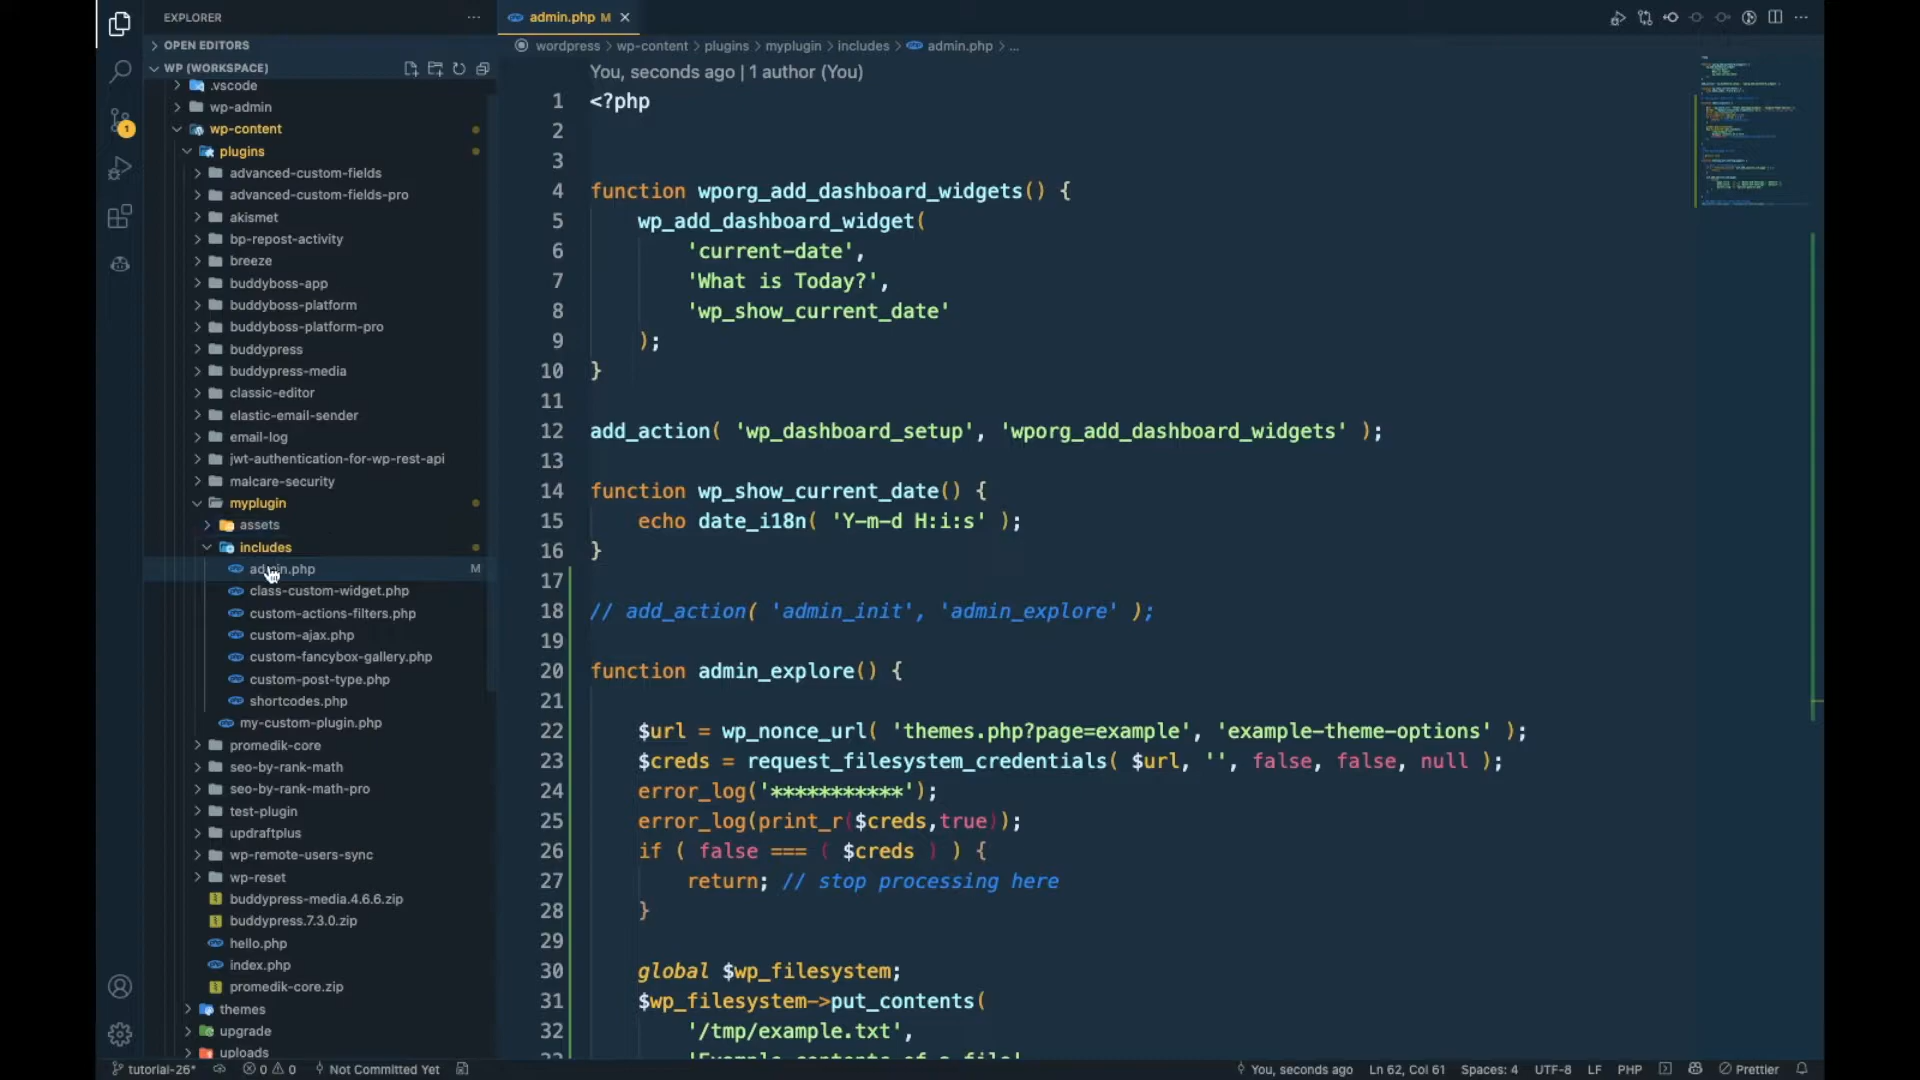 EXPLORER
OPEN EDITORS
WP (WORKSPACE)
.vscode
wp-admin
wp-content
plugins
advanced-custom-fields
advanced-custom-fields-pro
akismet
bp-repost-activity
breeze
buddyboss-app
buddyboss-platform
buddyboss-platform-pro
buddypress
buddypress-media
classic-editor
elastic-email-sender
email-log
jwt-authentication-for-wp-rest-api
malcare-security
myplugin
assets
includes
admin.php M
class-custom-widget.php
custom-actions-filters.php
custom-ajax.php
custom-fancybox-gallery.php
custom-post-type.php
shortcodes.php
my-custom-plugin.php
promedik-core
seo-by-rank-math
seo-by-rank-math-pro
test-plugin
updraftplus
wp-remote-users-sync
wp-reset
buddypress-media.4.6.6.zip
buddypress.7.3.0.zip
hello.php
index.php
promedik-core.zip
themes
upgrade
uploads
1
admin.php M
wordpress > wp-content > plugins > myplugin > includes > admin.php > ...
You, seconds ago | 1 author (You)
1 <?php
2
3
4 function wporg_add_dashboard_widgets() {
5 wp_add_dashboard_widget(
6 'current-date',
7 'What is Today?',
8 'wp_show_current_date'
9 );
10 }
11
12 add_action( 'wp_dashboard_setup', 'wporg_add_dashboard_widgets' );
13
14 function wp_show_current_date() {
15 echo date_i18n( 'Y-m-d H:i:s' );
16 }
17
18 // add_action( 'admin_init', 'admin_explore' );
19
20 function admin_explore() {
21
22 $url = wp_nonce_url( 'themes.php?page=example', 'example-theme-options' );
23 $creds = request_filesystem_credentials( $url, '', false, false, null );
24 error_log('***********');
25 error_log(print_r($creds,true));
26 if ( false === ( $creds ) ) {
27 return; // stop processing here
28 }
29
30 global $wp_filesystem;
31 $wp_filesystem->put_contents(
32 '/tmp/example.txt',
33 'Example contents of a file'
tutorial-26* 0 0 Not Committed Yet You, seconds ago Ln 62, Col 61 Spaces: 4 UTF-8 LF PHP Prettier